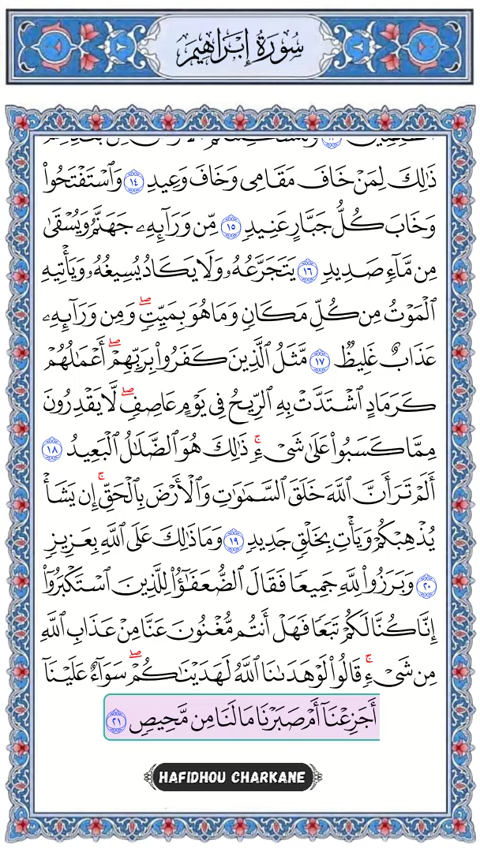 سُورَةُ إِبْرَاهِيم
ذَٰلِكَ لِمَنْ خَافَ مَقَامِى وَخَافَ وَعِيدِ ١٤ وَٱسْتَفْتَحُوا۟
وَخَابَ كُلُّ جَبَّارٍ عَنِيدٍ ١٥ مِّن وَرَآئِهِۦ جَهَنَّمُ وَيُسْقَىٰ
مِن مَّآءٍ صَدِيدٍ ١٦ يَتَجَرَّعُهُۥ وَلَا يَكَادُ يُسِيغُهُۥ وَيَأْتِيهِ
ٱلْمَوْتُ مِن كُلِّ مَكَانٍ وَمَا هُوَ بِمَيِّتٍ ۖ وَمِن وَرَآئِهِۦ
عَذَابٌ غَلِيظٌ ١٧ مَّثَلُ ٱلَّذِينَ كَفَرُوا۟ بِرَبِّهِمْ ۖ أَعْمَٰلُهُمْ
كَرَمَادٍ ٱشْتَدَّتْ بِهِ ٱلرِّيحُ فِى يَوْمٍ عَاصِفٍ ۖ لَّا يَقْدِرُونَ
مِمَّا كَسَبُوا۟ عَلَىٰ شَىْءٍ ۚ ذَٰلِكَ هُوَ ٱلضَّلَٰلُ ٱلْبَعِيدُ ١٨
أَلَمْ تَرَ أَنَّ ٱللَّهَ خَلَقَ ٱلسَّمَٰوَٰتِ وَٱلْأَرْضَ بِٱلْحَقِّ ۚ إِن يَشَأْ
يُذْهِبْكُمْ وَيَأْتِ بِخَلْقٍ جَدِيدٍ ١٩ وَمَا ذَٰلِكَ عَلَى ٱللَّهِ بِعَزِيزٍ
٢٠ وَبَرَزُوا۟ لِلَّهِ جَمِيعًا فَقَالَ ٱلضُّعَفَٰٓؤُا۟ لِلَّذِينَ ٱسْتَكْبَرُوٓا۟
إِنَّا كُنَّا لَكُمْ تَبَعًا فَهَلْ أَنتُم مُّغْنُونَ عَنَّا مِنْ عَذَابِ ٱللَّهِ
مِن شَىْءٍ ۚ قَالُوا۟ لَوْ هَدَىٰنَا ٱللَّهُ لَهَدَيْنَٰكُمْ ۖ سَوَآءٌ عَلَيْنَآ
أَجَزِعْنَآ أَمْ صَبَرْنَا مَا لَنَا مِن مَّحِيصٍ ٢١
HAFIDHOU CHARKANE